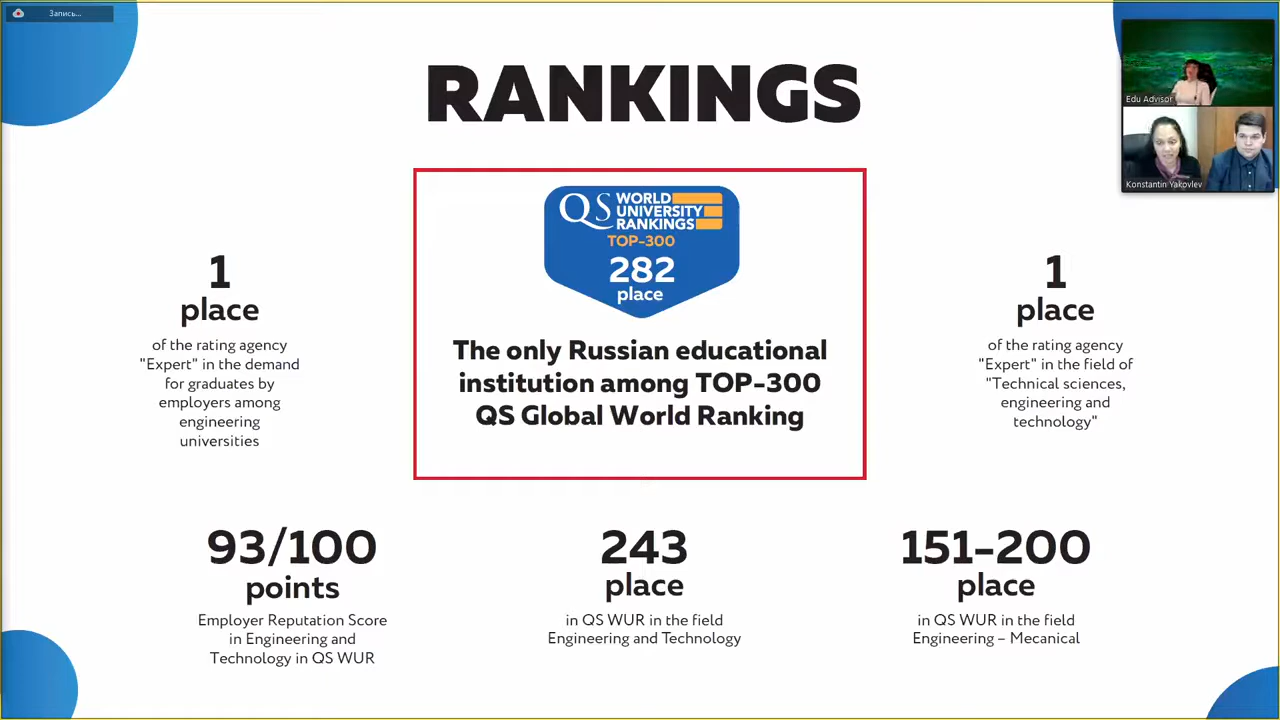 Запись...
RANKINGS
Edu Advisor
Konstantin Yakovlev
QS WORLD
UNIVERSITY
RANKINGS
TOP-300
282
place
The only Russian educational
institution among TOP-300
QS Global World Ranking
1
place
of the rating agency
"Expert" in the demand
for graduates by
employers among
engineering
universities
1
place
of the rating agency
"Expert" in the field of
"Technical sciences,
engineering and
technology"
93/100
points
Employer Reputation Score
in Engineering and
Technology in QS WUR
243
place
in QS WUR in the field
Engineering and Technology
151-200
place
in QS WUR in the field
Engineering – Mecanical